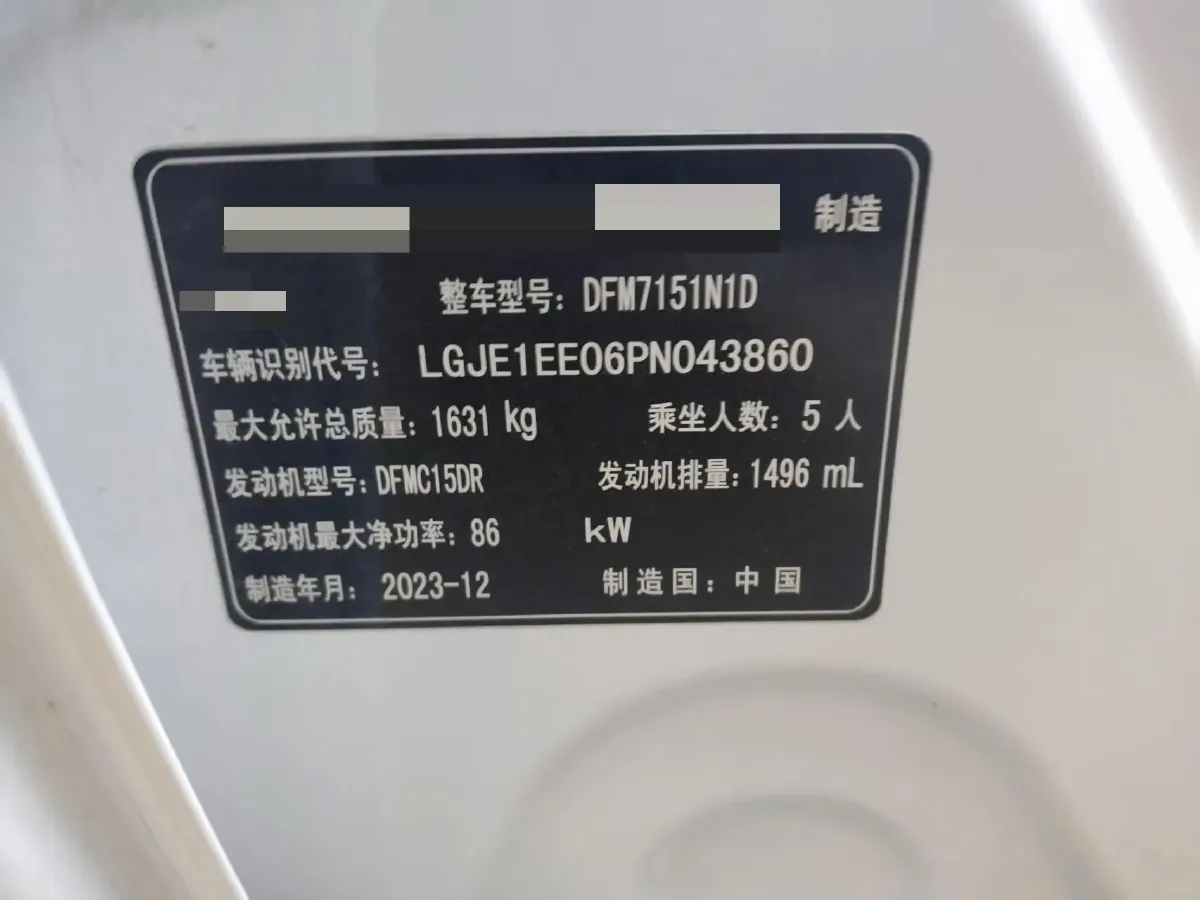 制造
整车型号：DFM7151N1D
车辆识别代号：LGJE1EE06PN043860
最大允许总质量：1631 kg 乘坐人数：5 人
发动机型号：DFMC15DR 发动机排量：1496 mL
发动机最大净功率：86 kW
制造年月：2023-12 制造国：中国